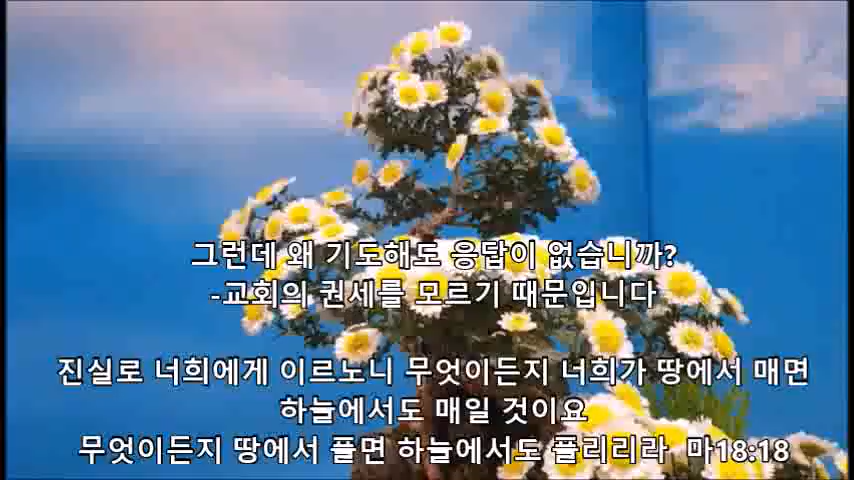 그런데 왜 기도해도 응답이 없습니까?
-교회의 권세를 모르기 때문입니다
진실로 너희에게 이르노니 무엇이든지 너희가 땅에서 매면
하늘에서도 매일 것이요
무엇이든지 땅에서 풀면 하늘에서도 풀리리라 마18:18